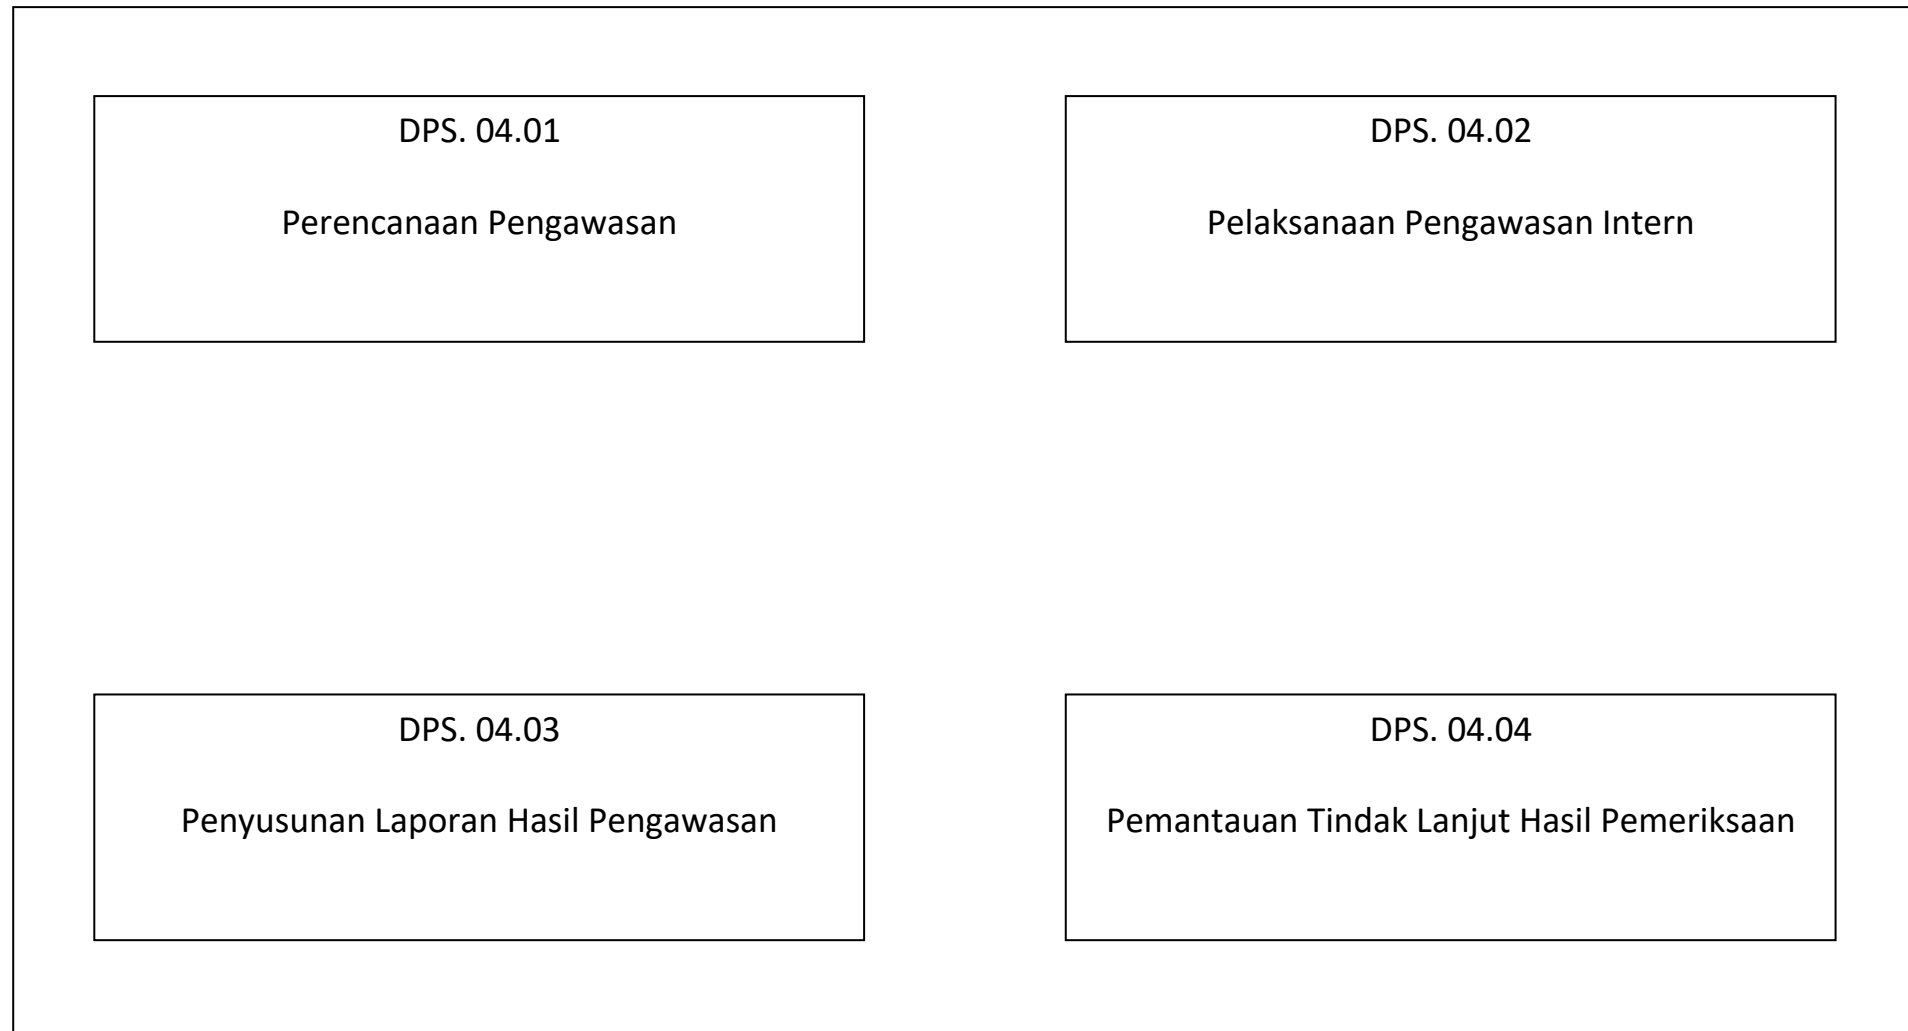 DPS. 04.01
Perencanaan Pengawasan
DPS. 04.02
Pelaksanaan Pengawasan Intern
DPS. 04.03
Penyusunan Laporan Hasil Pengawasan
DPS. 04.04
Pemantauan Tindak Lanjut Hasil Pemeriksaan